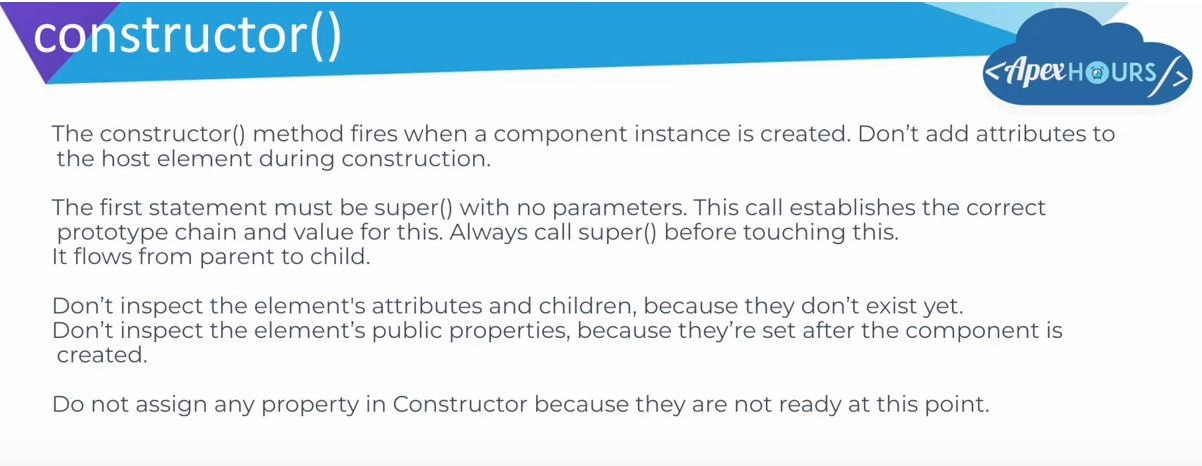 constructor()
<ApexHOURS/>
The constructor() method fires when a component instance is created. Don’t add attributes to
the host element during construction.
The first statement must be super() with no parameters. This call establishes the correct
prototype chain and value for this. Always call super() before touching this.
It flows from parent to child.
Don’t inspect the element's attributes and children, because they don’t exist yet.
Don’t inspect the element’s public properties, because they’re set after the component is
created.
Do not assign any property in Constructor because they are not ready at this point.